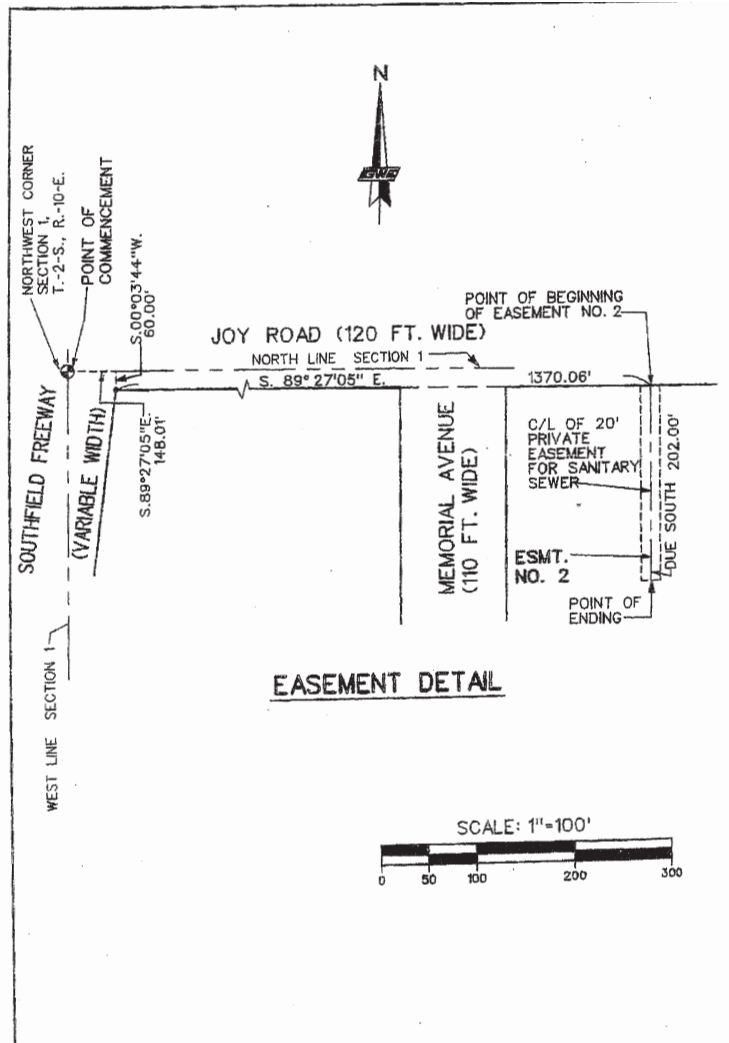 N
GWE
NORTHWEST CORNER
SECTION 1,
T.-2-S., R.-10-E.
POINT OF
COMMENCEMENT
S.00°03'44"W.
60.00'
JOY ROAD (120 FT. WIDE)
POINT OF BEGINNING
OF EASEMENT NO. 2
NORTH LINE SECTION 1
S. 89°27'05" E.
1370.06'
SOUTHFIELD FREEWAY
(VARIABLE WIDTH)
S.89°27'05"E.
148.01'
MEMORIAL AVENUE
(110 FT. WIDE)
C/L OF 20'
PRIVATE
EASEMENT
FOR SANITARY
SEWER
DUE SOUTH 202.00'
ESMT.
NO. 2
POINT OF
ENDING
WEST LINE SECTION 1
EASEMENT DETAIL
SCALE: 1"=100'
0 50 100 200 300